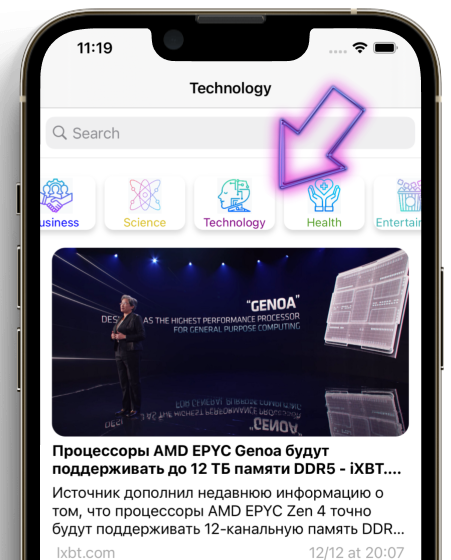 11:19
Technology
Search
usiness
Science
Technology
Health
Entertai
"GENOA"
DES AS THE HIGHEST PERFORMANCE PROCESSOR
FOR GENERAL PURPOSE COMPUTING
Процессоры AMD EPYC Genoa будут
поддерживать до 12 ТБ памяти DDR5 - iXBT....
Источник дополнил недавнюю информацию о
том, что процессоры AMD EPYC Zen 4 точно
будут поддерживать 12-канальную память DDR...
Ixbt.com
12/12 at 20:07